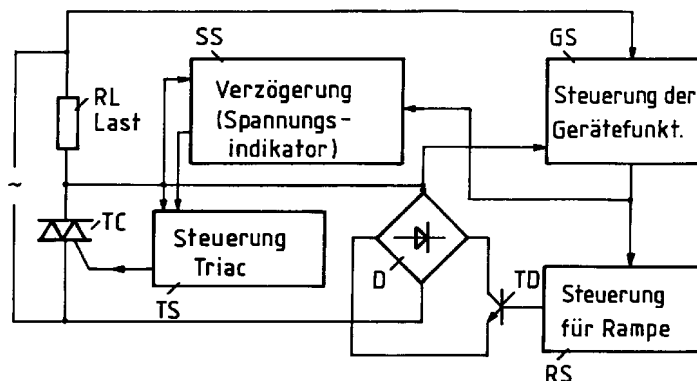 SS
GS
RL
Last
Verzögerung
(Spannungs-
indikator)
Steuerung der
Gerätefunkt.
~
TC
Steuerung
Triac
TS
D
TD
Steuerung
für Rampe
RS